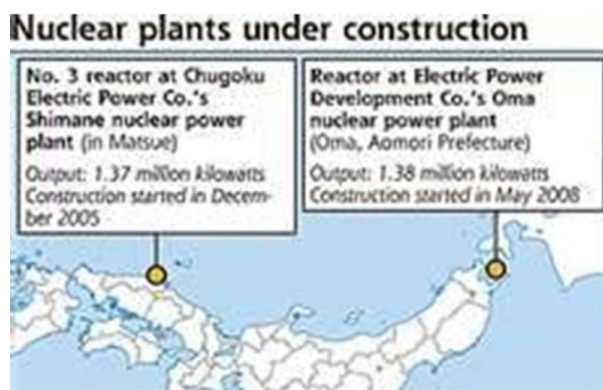 Nuclear plants under construction
No. 3 reactor at Chugoku
Electric Power Co.'s
Shimane nuclear power
plant (in Matsue)
Output: 1.37 million kilowatts
Construction started in Decem-
ber 2005
Reactor at Electric Power
Development Co.'s Oma
nuclear power plant
(Oma, Aomori Prefecture)
Output: 1.38 million kilowatts
Construction started in May 2008